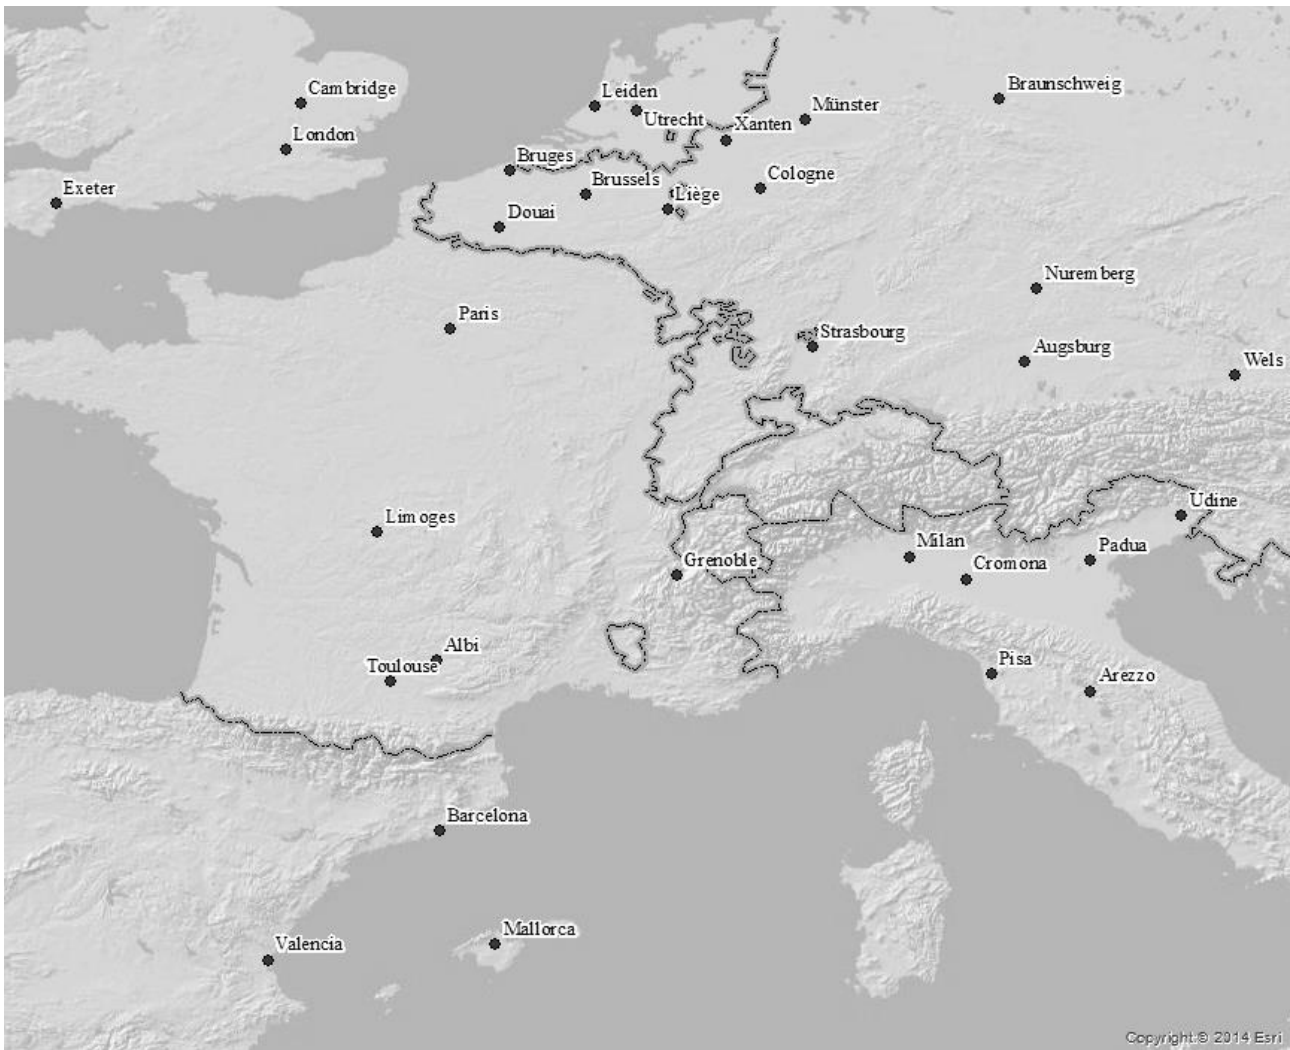 Cambridge
Leiden
Braunschweig
Münster
Utrecht
Xanten
London
Bruges
Brussels
Cologne
Exeter
Liège
Douai
Nuremberg
Paris
Strasbourg
Augsburg
Wels
Limoges
Udine
Milan
Padua
Grenoble
Cromona
Albi
Toulouse
Pisa
Arezzo
Barcelona
Mallorca
Valencia
Copyright:© 2014 Esri